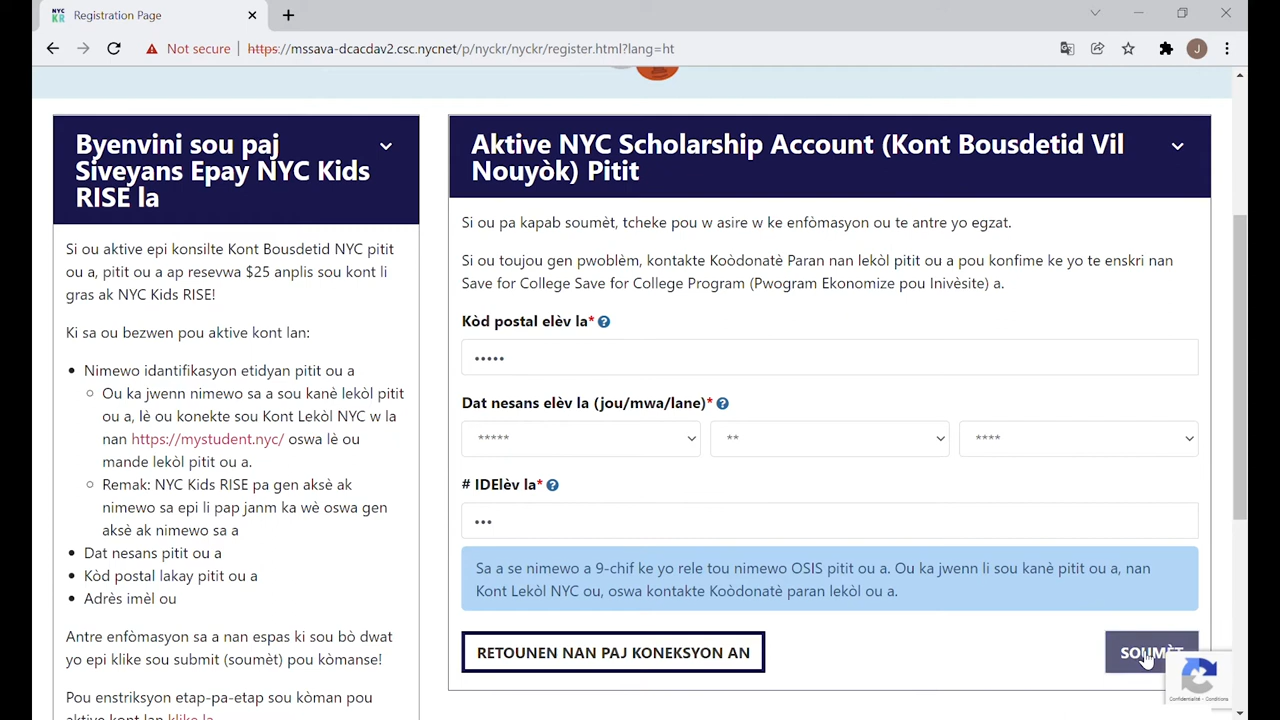 NYC
KR
Registration Page
Not secure
https://mssava-dcacdav2.csc.nycnet/p/nyckr/nyckr/register.html?lang=ht
J
Byenvini sou paj
Siveyans Epay NYC Kids
RISE la
Si ou aktive epi konsilte Kont Bousdetid NYC pitit
ou a, pitit ou a ap resevwa $25 anplis sou kont li
gras ak NYC Kids RISE!
Ki sa ou bezwen pou aktive kont lan:
Nimewo idantifikasyon etidyan pitit ou a
Ou ka jwenn nimewo sa a sou kanè lekòl pitit
ou a, lè ou konekte sou Kont Lekòl NYC w la
nan https://mystudent.nyc/ oswa lè ou
mande lekòl pitit ou a.
Remak: NYC Kids RISE pa gen aksè ak
nimewo sa epi li pap janm ka wè oswa gen
aksè ak nimewo sa a
Dat nesans pitit ou a
Kòd postal lakay pitit ou a
Adrès imèl ou
Antre enfòmasyon sa a nan espas ki sou bò dwat
yo epi klike sou submit (soumèt) pou kòmanse!
Pou enstriksyon etap-pa-etap sou kòman pou
aktive kont lan klike la
Aktive NYC Scholarship Account (Kont Bousdetid Vil
Nouyòk) Pitit
Si ou pa kapab soumèt, tcheke pou w asire w ke enfòmasyon ou te antre yo egzat.
Si ou toujou gen pwoblèm, kontakte Koòdonatè Paran nan lekòl pitit ou a pou konfime ke yo te enskri nan
Save for College Save for College Program (Pwogram Ekonomize pou Inivèsite) a.
Kòd postal elèv la*
•••••
Dat nesans elèv la (jou/mwa/lane)*
***** ** ****
# IDElèv la*
•••
Sa a se nimewo a 9-chif ke yo rele tou nimewo OSIS pitit ou a. Ou ka jwenn li sou kanè pitit ou a, nan
Kont Lekòl NYC ou, oswa kontakte Koòdonatè paran lekòl ou a.
RETOUNEN NAN PAJ KONEKSYON AN
SOUMÈT
Confidentialité - Conditions